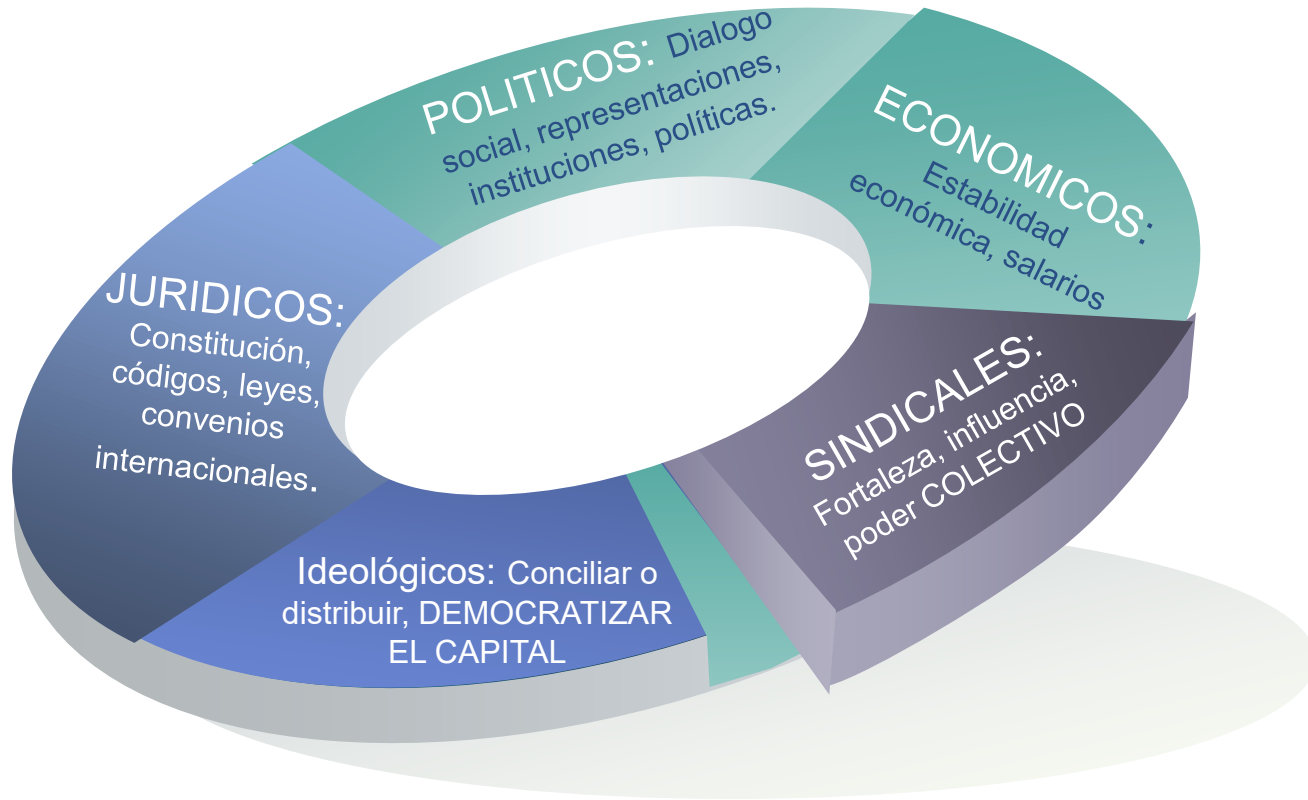 POLITICOS: Dialogo
social, representaciones,
instituciones, políticas.
ECONOMICOS:
Estabilidad
económica, salarios
SINDICALES:
Fortaleza, influencia,
poder COLECTIVO
Ideológicos: Conciliar o
distribuir, DEMOCRATIZAR
EL CAPITAL
JURIDICOS:
Constitución,
códigos, leyes,
convenios
internacionales.